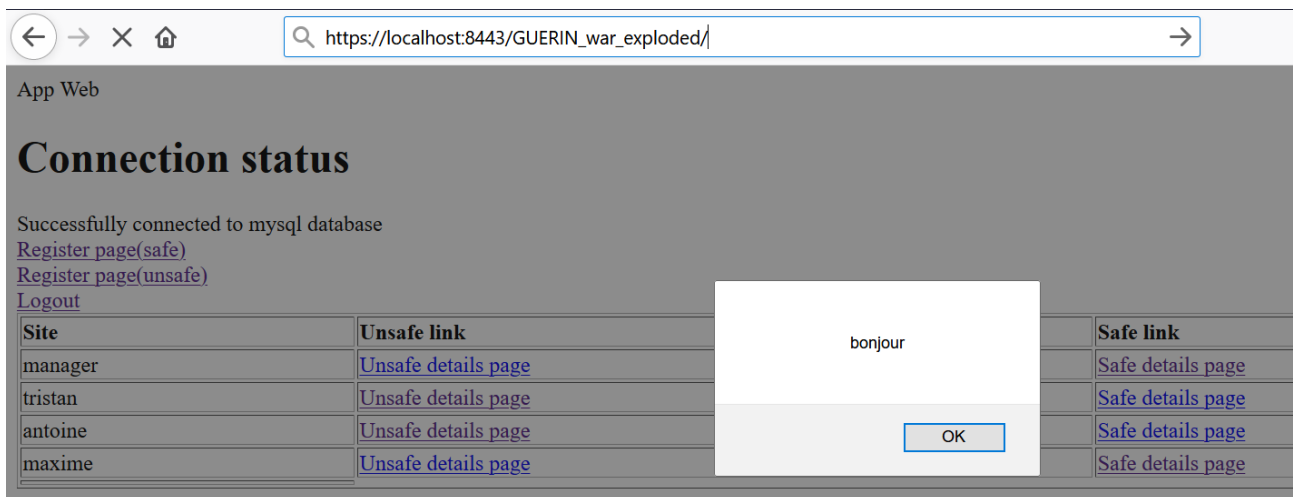 https://localhost:8443/GUERIN_war_exploded/
App Web
Connection status
Successfully connected to mysql database
Register page(safe)
Register page(unsafe)
Logout
Site Unsafe link Safe link
manager Unsafe details page Safe details page
tristan Unsafe details page Safe details page
antoine Unsafe details page Safe details page
maxime Unsafe details page Safe details page
bonjour
OK